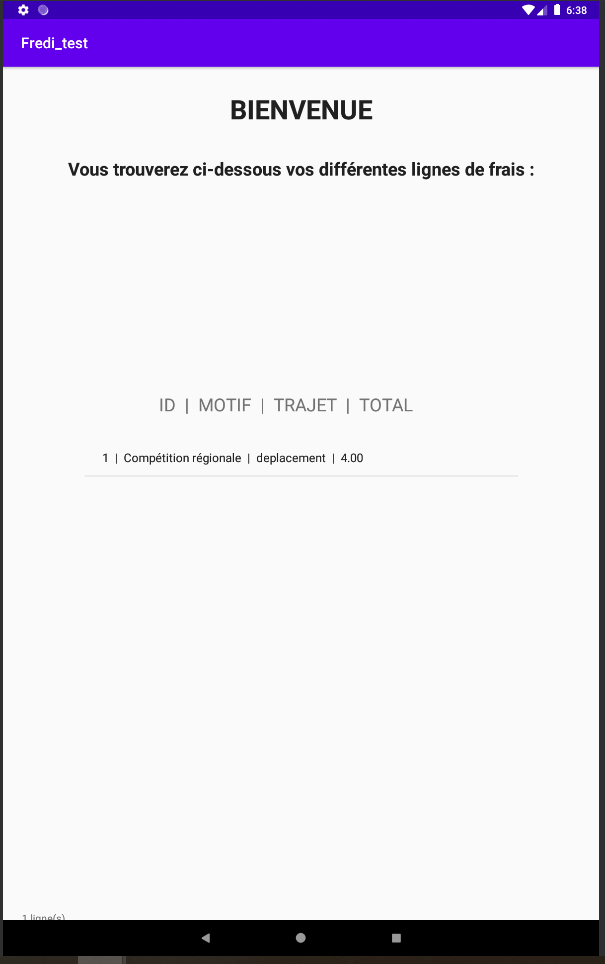 6:38
Fredi_test
BIENVENUE
Vous trouverez ci-dessous vos différentes lignes de frais :
ID | MOTIF | TRAJET | TOTAL
1 | Compétition régionale | deplacement | 4.00
1 ligne(s)